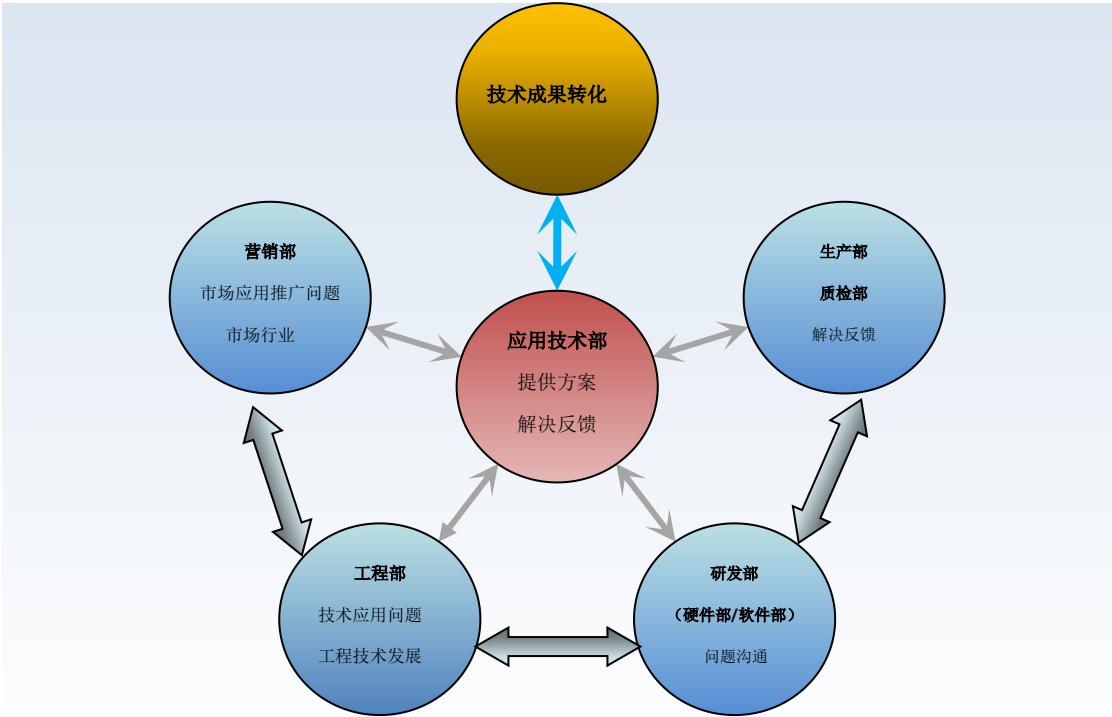 技术成果转化
营销部
市场应用推广问题
市场行业
生产部
质检部
解决反馈
应用技术部
提供方案
解决反馈
工程部
技术应用问题
工程技术发展
研发部
（硬件部/软件部）
问题沟通